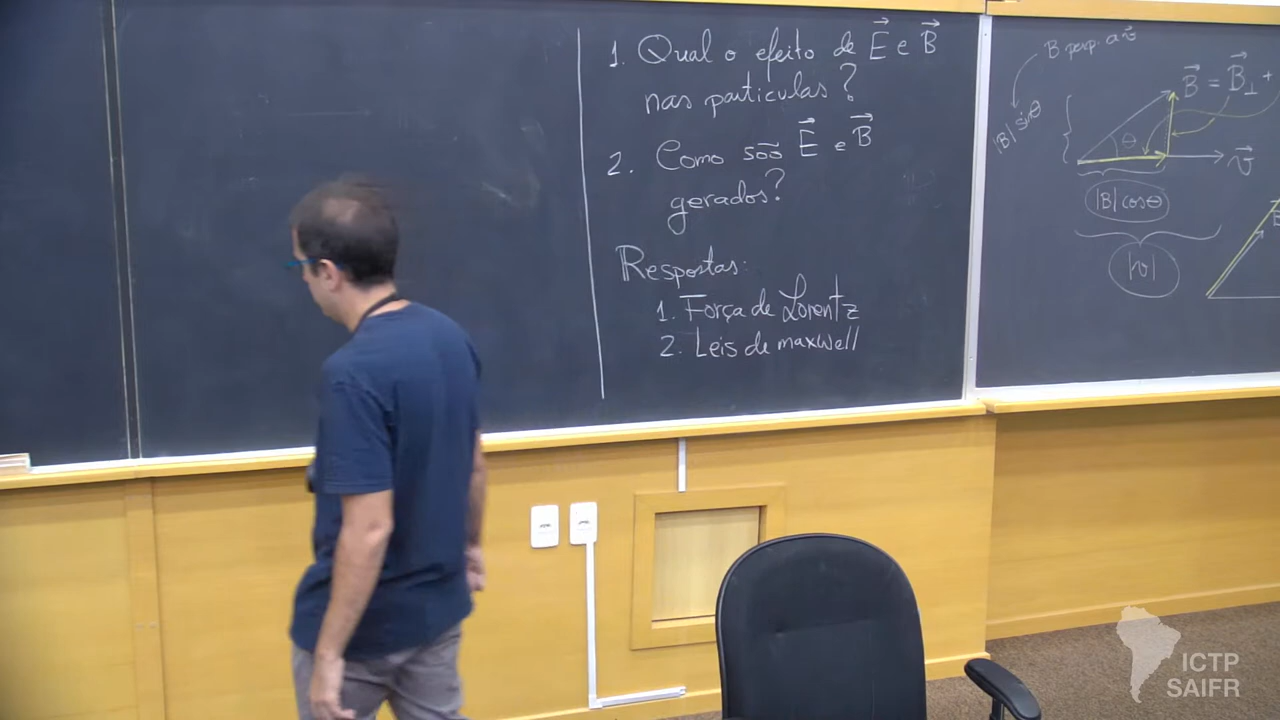 1. Qual o efeito de E⃗ e B⃗
nas particulas?
2. Como são E⃗ e B⃗
gerados?
Respostas:
1. Força de Lorentz
2. Leis de maxwell
B perp. a v⃗
|B| sinθ
θ
B⃗ = B⃗⊥ +
v⃗
|B| cosθ
|v|
ICTP
SAIFR